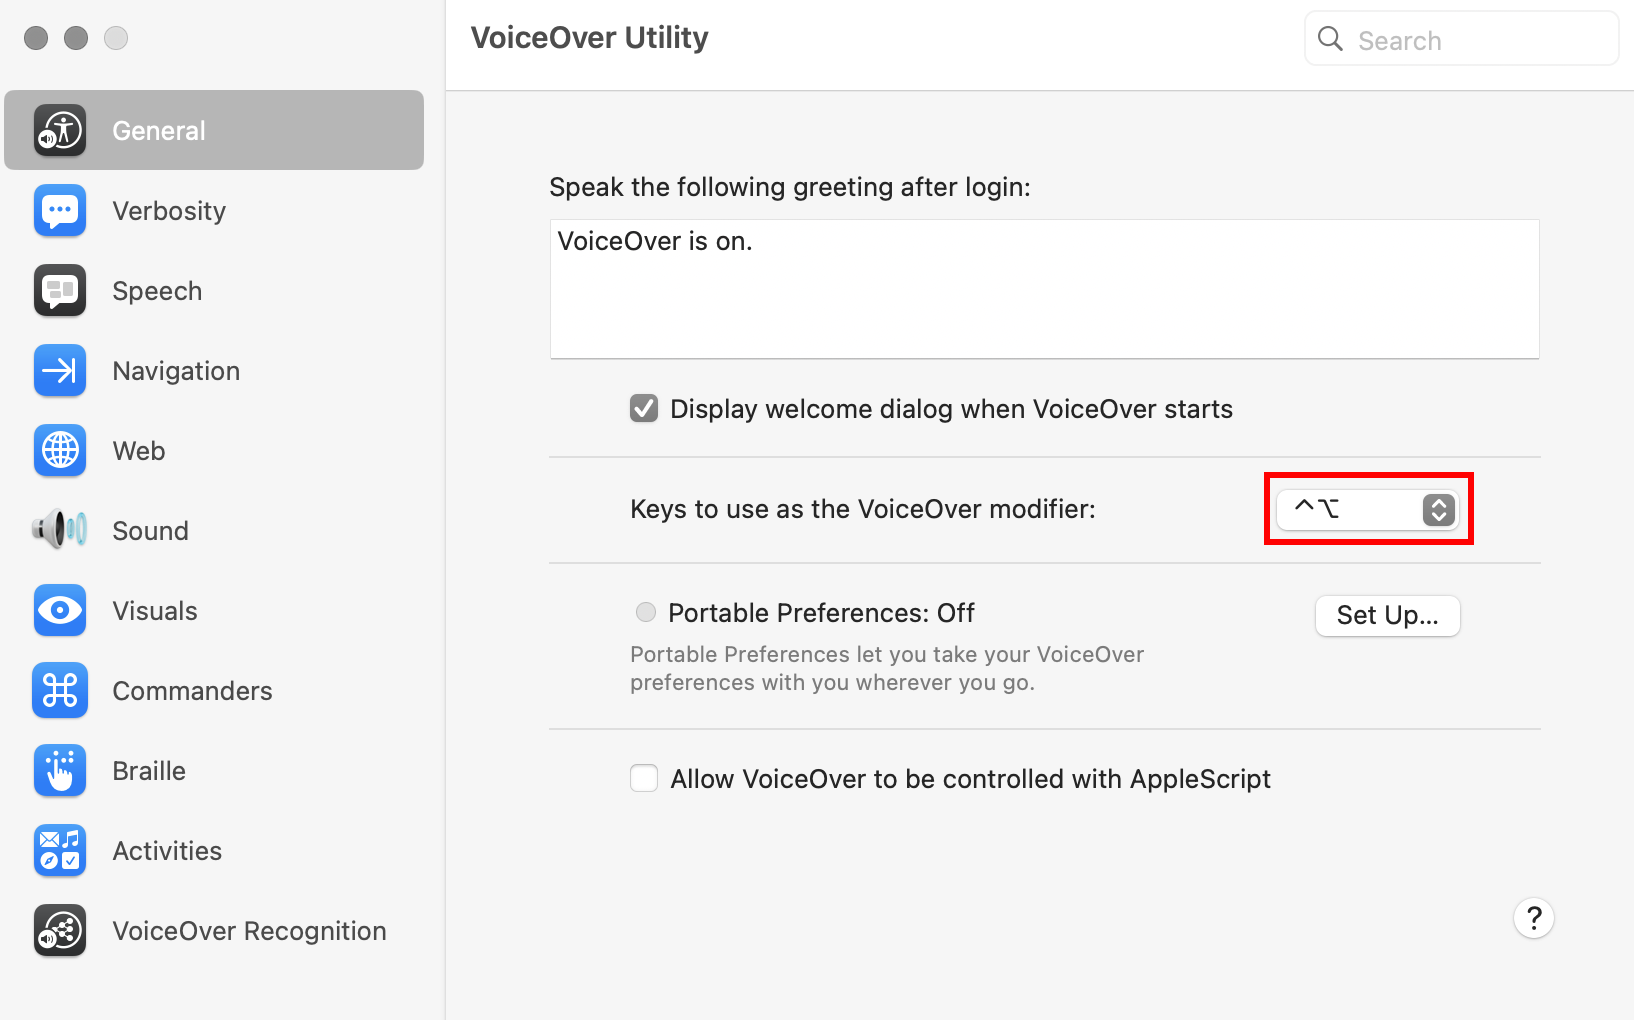 VoiceOver Utility
Search
General
Verbosity
Speech
Navigation
Web
Sound
Visuals
Commanders
Braille
Activities
VoiceOver Recognition
Speak the following greeting after login:
VoiceOver is on.
Display welcome dialog when VoiceOver starts
Keys to use as the VoiceOver modifier: ^⌥
Portable Preferences: Off
Set Up...
Portable Preferences let you take your VoiceOver
preferences with you wherever you go.
Allow VoiceOver to be controlled with AppleScript
?